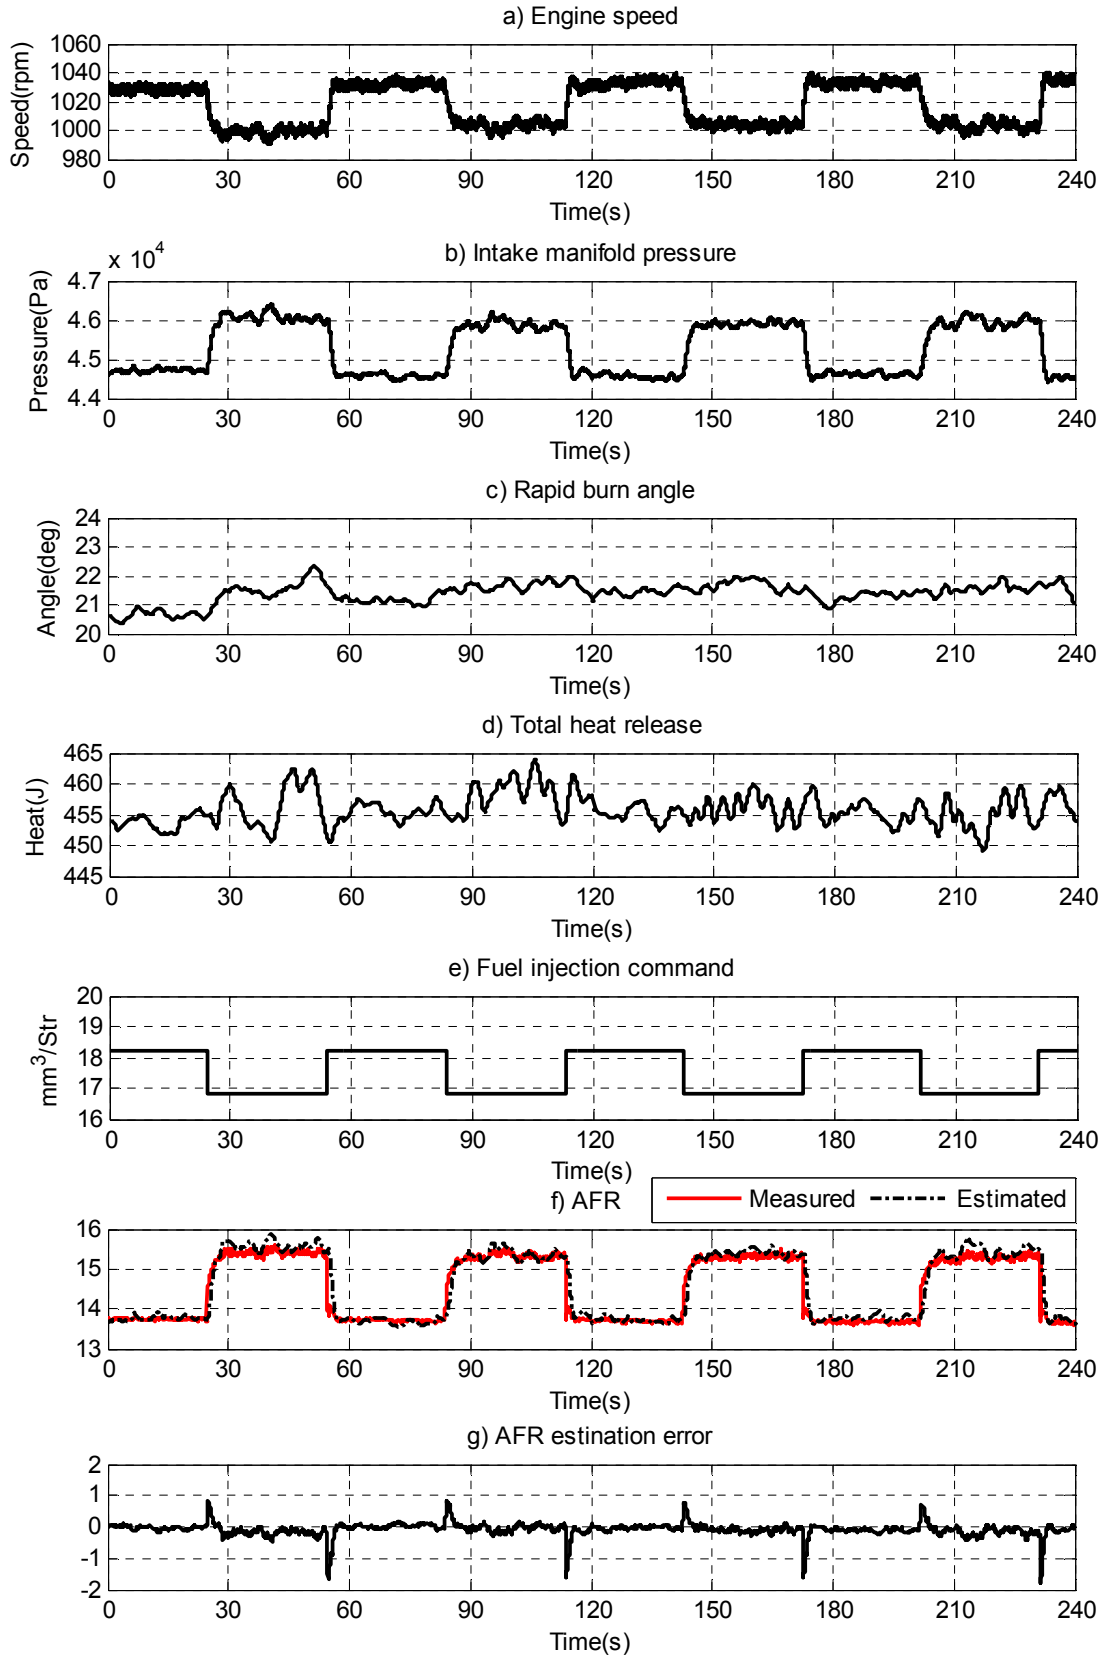 a) Engine speed
1060
1040
1020
1000
980
Speed(rpm)
0 30 60 90 120 150 180 210 240
Time(s)
b) Intake manifold pressure
x 10^4
4.7
4.6
4.5
4.4
Pressure(Pa)
0 30 60 90 120 150 180 210 240
Time(s)
c) Rapid burn angle
24
23
22
21
20
Angle(deg)
0 30 60 90 120 150 180 210 240
Time(s)
d) Total heat release
465
460
455
450
445
Heat(J)
0 30 60 90 120 150 180 210 240
Time(s)
e) Fuel injection command
20
19
18
17
16
mm^3/Str
0 30 60 90 120 150 180 210 240
Time(s)
f) AFR
Measured Estimated
16
15
14
13
0 30 60 90 120 150 180 210 240
Time(s)
g) AFR estination error
2
1
0
-1
-2
0 30 60 90 120 150 180 210 240
Time(s)